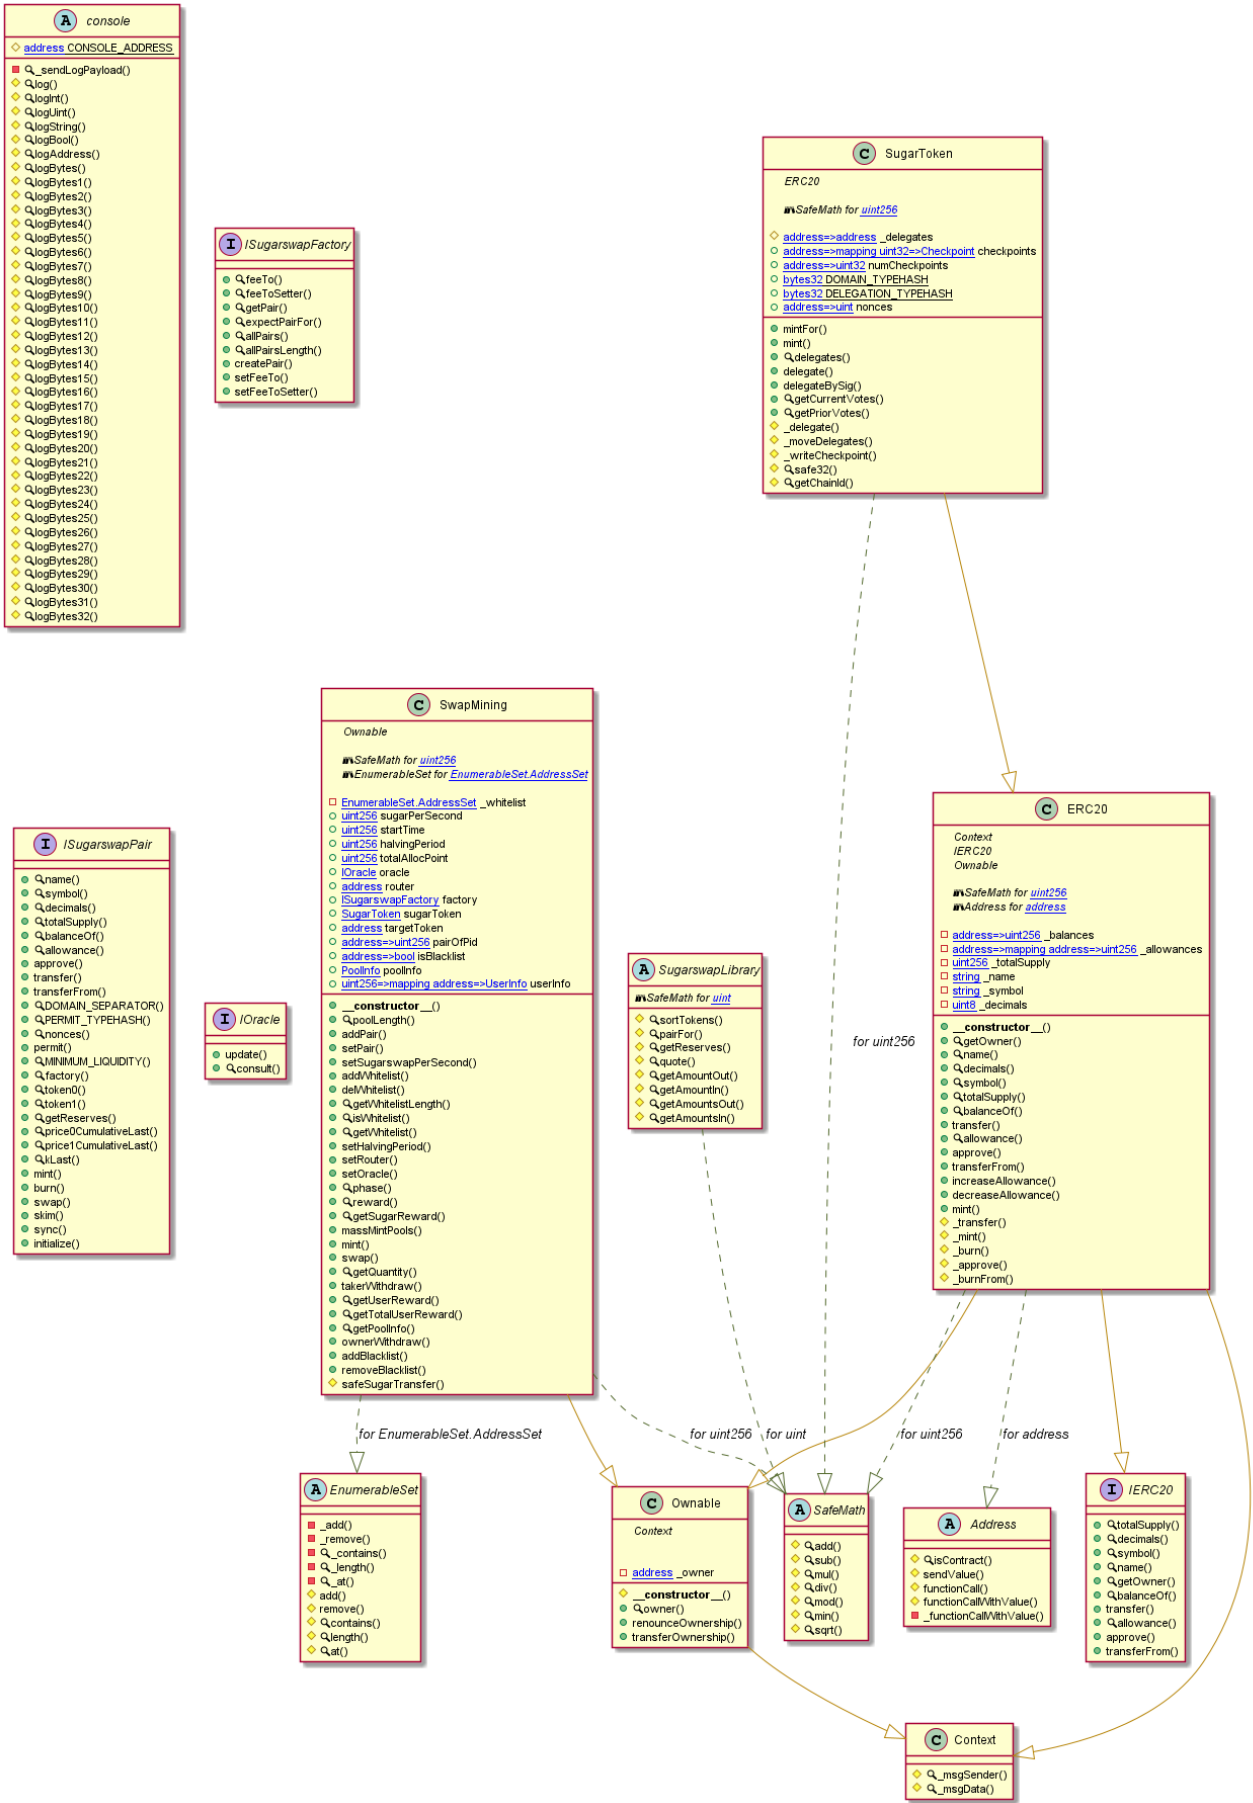 A console
address CONSOLE_ADDRESS
_sendLogPayload()
log()
logInt()
logUint()
logString()
logBool()
logAddress()
logBytes()
logBytes1()
logBytes2()
logBytes3()
logBytes4()
logBytes5()
logBytes6()
logBytes7()
logBytes8()
logBytes9()
logBytes10()
logBytes11()
logBytes12()
logBytes13()
logBytes14()
logBytes15()
logBytes16()
logBytes17()
logBytes18()
logBytes19()
logBytes20()
logBytes21()
logBytes22()
logBytes23()
logBytes24()
logBytes25()
logBytes26()
logBytes27()
logBytes28()
logBytes29()
logBytes30()
logBytes31()
logBytes32()
I ISugarswapFactory
feeTo()
feeToSetter()
getPair()
expectPairFor()
allPairs()
allPairsLength()
createPair()
setFeeTo()
setFeeToSetter()
C SugarToken
ERC20
SafeMath for uint256
address=>address _delegates
address=>mapping uint32=>Checkpoint checkpoints
address=>uint32 numCheckpoints
bytes32 DOMAIN_TYPEHASH
bytes32 DELEGATION_TYPEHASH
address=>uint nonces
mintFor()
mint()
delegates()
delegate()
delegateBySig()
getCurrentVotes()
getPriorVotes()
_delegate()
_moveDelegates()
_writeCheckpoint()
safe32()
getChainId()
I ISugarswapPair
name()
symbol()
decimals()
totalSupply()
balanceOf()
allowance()
approve()
transfer()
transferFrom()
DOMAIN_SEPARATOR()
PERMIT_TYPEHASH()
nonces()
permit()
MINIMUM_LIQUIDITY()
factory()
token0()
token1()
getReserves()
price0CumulativeLast()
price1CumulativeLast()
kLast()
mint()
burn()
swap()
skim()
sync()
initialize()
I IOracle
update()
consult()
C SwapMining
Ownable
SafeMath for uint256
EnumerableSet for EnumerableSet.AddressSet
EnumerableSet.AddressSet _whitelist
uint256 sugarPerSecond
uint256 startTime
uint256 halvingPeriod
uint256 totalAllocPoint
IOracle oracle
address router
ISugarswapFactory factory
SugarToken sugarToken
address targetToken
address=>uint256 pairOfPid
address=>bool isBlacklist
PoolInfo poolInfo
uint256=>mapping address=>UserInfo userInfo
__constructor__()
poolLength()
addPair()
setPair()
setSugarswapPerSecond()
addWhitelist()
delWhitelist()
getWhitelistLength()
isWhitelist()
getWhitelist()
setHalvingPeriod()
setRouter()
setOracle()
phase()
reward()
getSugarReward()
massMintPools()
mint()
swap()
getQuantity()
takerWithdraw()
getUserReward()
getTotalUserReward()
getPoolInfo()
ownerWithdraw()
addBlacklist()
removeBlacklist()
safeSugarTransfer()
A SugarswapLibrary
SafeMath for uint
sortTokens()
pairFor()
getReserves()
quote()
getAmountOut()
getAmountIn()
getAmountsOut()
getAmountsIn()
for uint256
C ERC20
Context
IERC20
Ownable
SafeMath for uint256
Address for address
address=>uint256 _balances
address=>mapping address=>uint256 _allowances
uint256 _totalSupply
string _name
string _symbol
uint8 _decimals
__constructor__()
getOwner()
name()
decimals()
symbol()
totalSupply()
balanceOf()
transfer()
allowance()
approve()
transferFrom()
increaseAllowance()
decreaseAllowance()
mint()
_transfer()
_mint()
_burn()
_approve()
_burnFrom()
for EnumerableSet.AddressSet
for uint256
for uint
for uint256
for address
A EnumerableSet
_add()
_remove()
_contains()
_length()
_at()
add()
remove()
contains()
length()
at()
C Ownable
Context
address _owner
__constructor__()
owner()
renounceOwnership()
transferOwnership()
A SafeMath
add()
sub()
mul()
div()
mod()
min()
sqrt()
A Address
isContract()
sendValue()
functionCall()
functionCallWithValue()
_functionCallWithValue()
I IERC20
totalSupply()
decimals()
symbol()
name()
getOwner()
balanceOf()
transfer()
allowance()
approve()
transferFrom()
C Context
_msgSender()
_msgData()